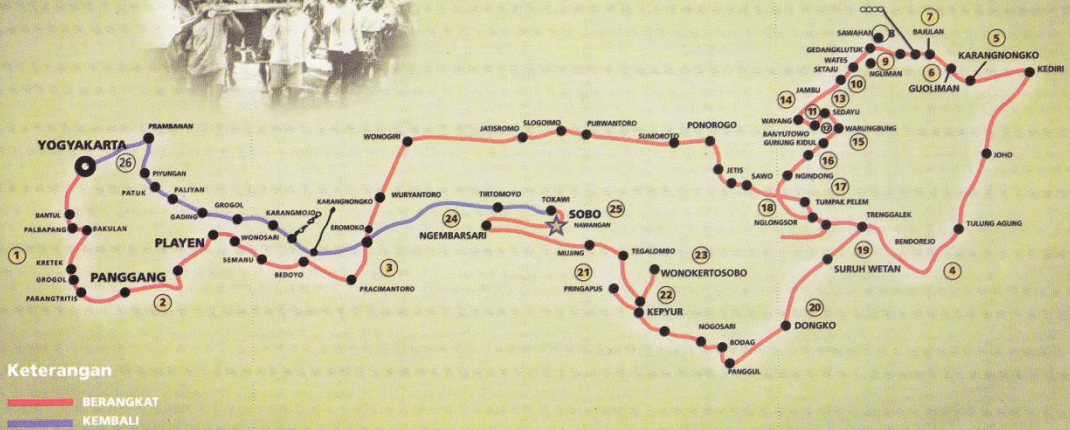 YOGYAKARTA
26
PRAMBANAN
PIYUNGAN
PATUK
PALIYAN
GADING
GROGOL
KARANGMOJO
KARANGNONGKO
BANTUL
PALBAPANG
BAKULAN
1
KRETEK
GROGOL
PARANGTRITIS
PANGGANG
2
PLAYEN
WONOSARI
SEMANU
BEDOYO
PRACIMANTORO
3
EROMOKO
WURYANTORO
WONOGIRI
JATISROMO
SLOGOIMO
PURWANTORO
SUMOROTO
PONOROGO
JETIS
SAWO
24
NGEMBARSARI
TIRTOMOYO
TOKAWI
SOBO
25
NAWANGAN
MUJING
TEGALOMBO
21
PRINGAPUS
23
WONOKERTOSOBO
22
KEPYUR
NOGOSARI
BODAG
PANGGUL
20
DONGKO
19
SURUH WETAN
TRENGGALEK
BENDOREJO
4
TULUNG AGUNG
JOHO
KEDIRI
5
KARANGNONGKO
6
GUOLIMAN
7
BAJULAN
8
SAWAHAN
GEDANGKLUTUK
9
NGLIMAN
WATES
SETAJU
10
JAMBU
14
WAYANG
13
SEDAYU
11
12
BANYUTOWO
WARUNGBUNG
15
GUNUNG KIDUL
16
NGINDONG
17
TUMPAK PELEM
18
NGLONGSOR
Keterangan
BERANGKAT
KEMBALI